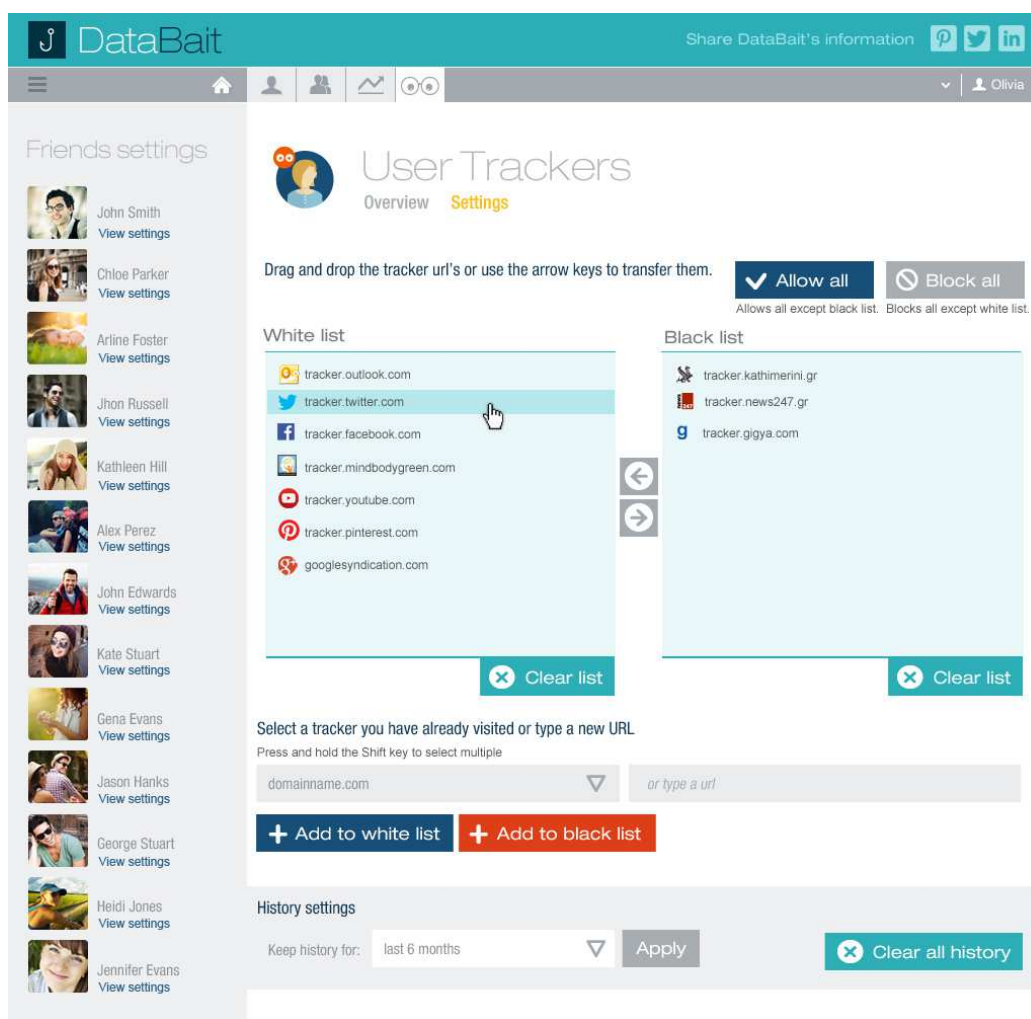 DataBait
Share DataBait's information
Olivia
Friends settings
John Smith
View settings
Chloe Parker
View settings
Arline Foster
View settings
Jhon Russell
View settings
Kathleen Hill
View settings
Alex Perez
View settings
John Edwards
View settings
Kate Stuart
View settings
Gena Evans
View settings
Jason Hanks
View settings
George Stuart
View settings
Heidi Jones
View settings
Jennifer Evans
View settings
User Trackers
Overview Settings
Drag and drop the tracker url's or use the arrow keys to transfer them.
Allow all
Block all
Allows all except black list. Blocks all except white list.
White list
tracker.outlook.com
tracker.twitter.com
tracker.facebook.com
tracker.mindbodygreen.com
tracker.youtube.com
tracker.pinterest.com
googlesyndication.com
Clear list
Black list
tracker.kathimerini.gr
tracker.news247.gr
tracker.gigya.com
Clear list
Select a tracker you have already visited or type a new URL
Press and hold the Shift key to select multiple
domainname.com
or type a url
+ Add to white list
+ Add to black list
History settings
Keep history for: last 6 months
Apply
Clear all history